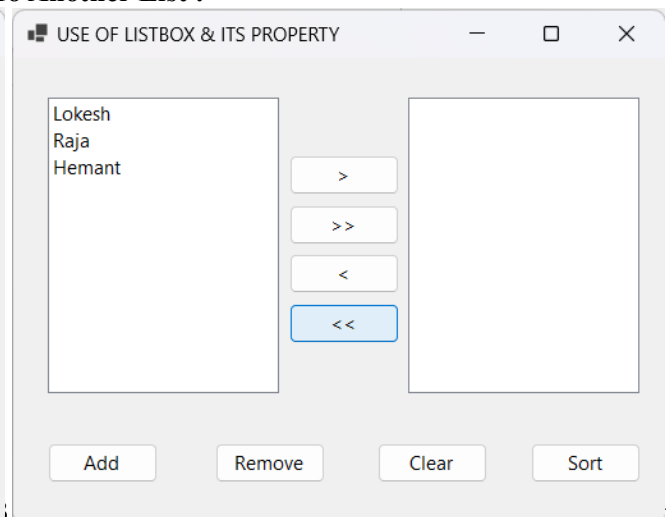 USE OF LISTBOX & ITS PROPERTY
Lokesh
Raja
Hemant
>
>>
<
<<
Add Remove Clear Sort